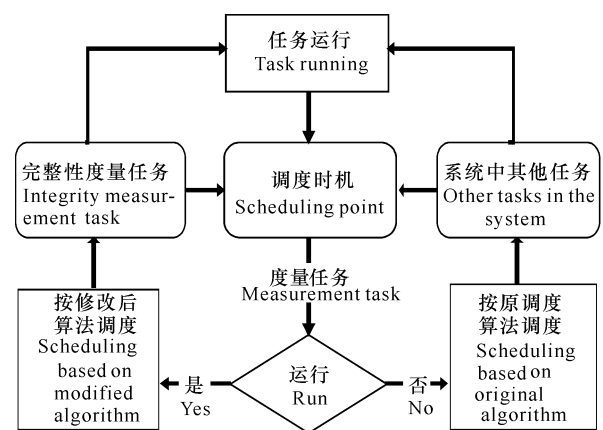 任务运行
Task running
完整性度量任务
Integrity measur-
ement task
调度时机
Scheduling point
系统中其他任务
Other tasks in the
system
度量任务
Measurement task
按修改后
算法调度
Scheduling
based on
modified
algorithm
是
Yes
运行
Run
否
No
按原调度
算法调度
Scheduling
based on
original
algorithm